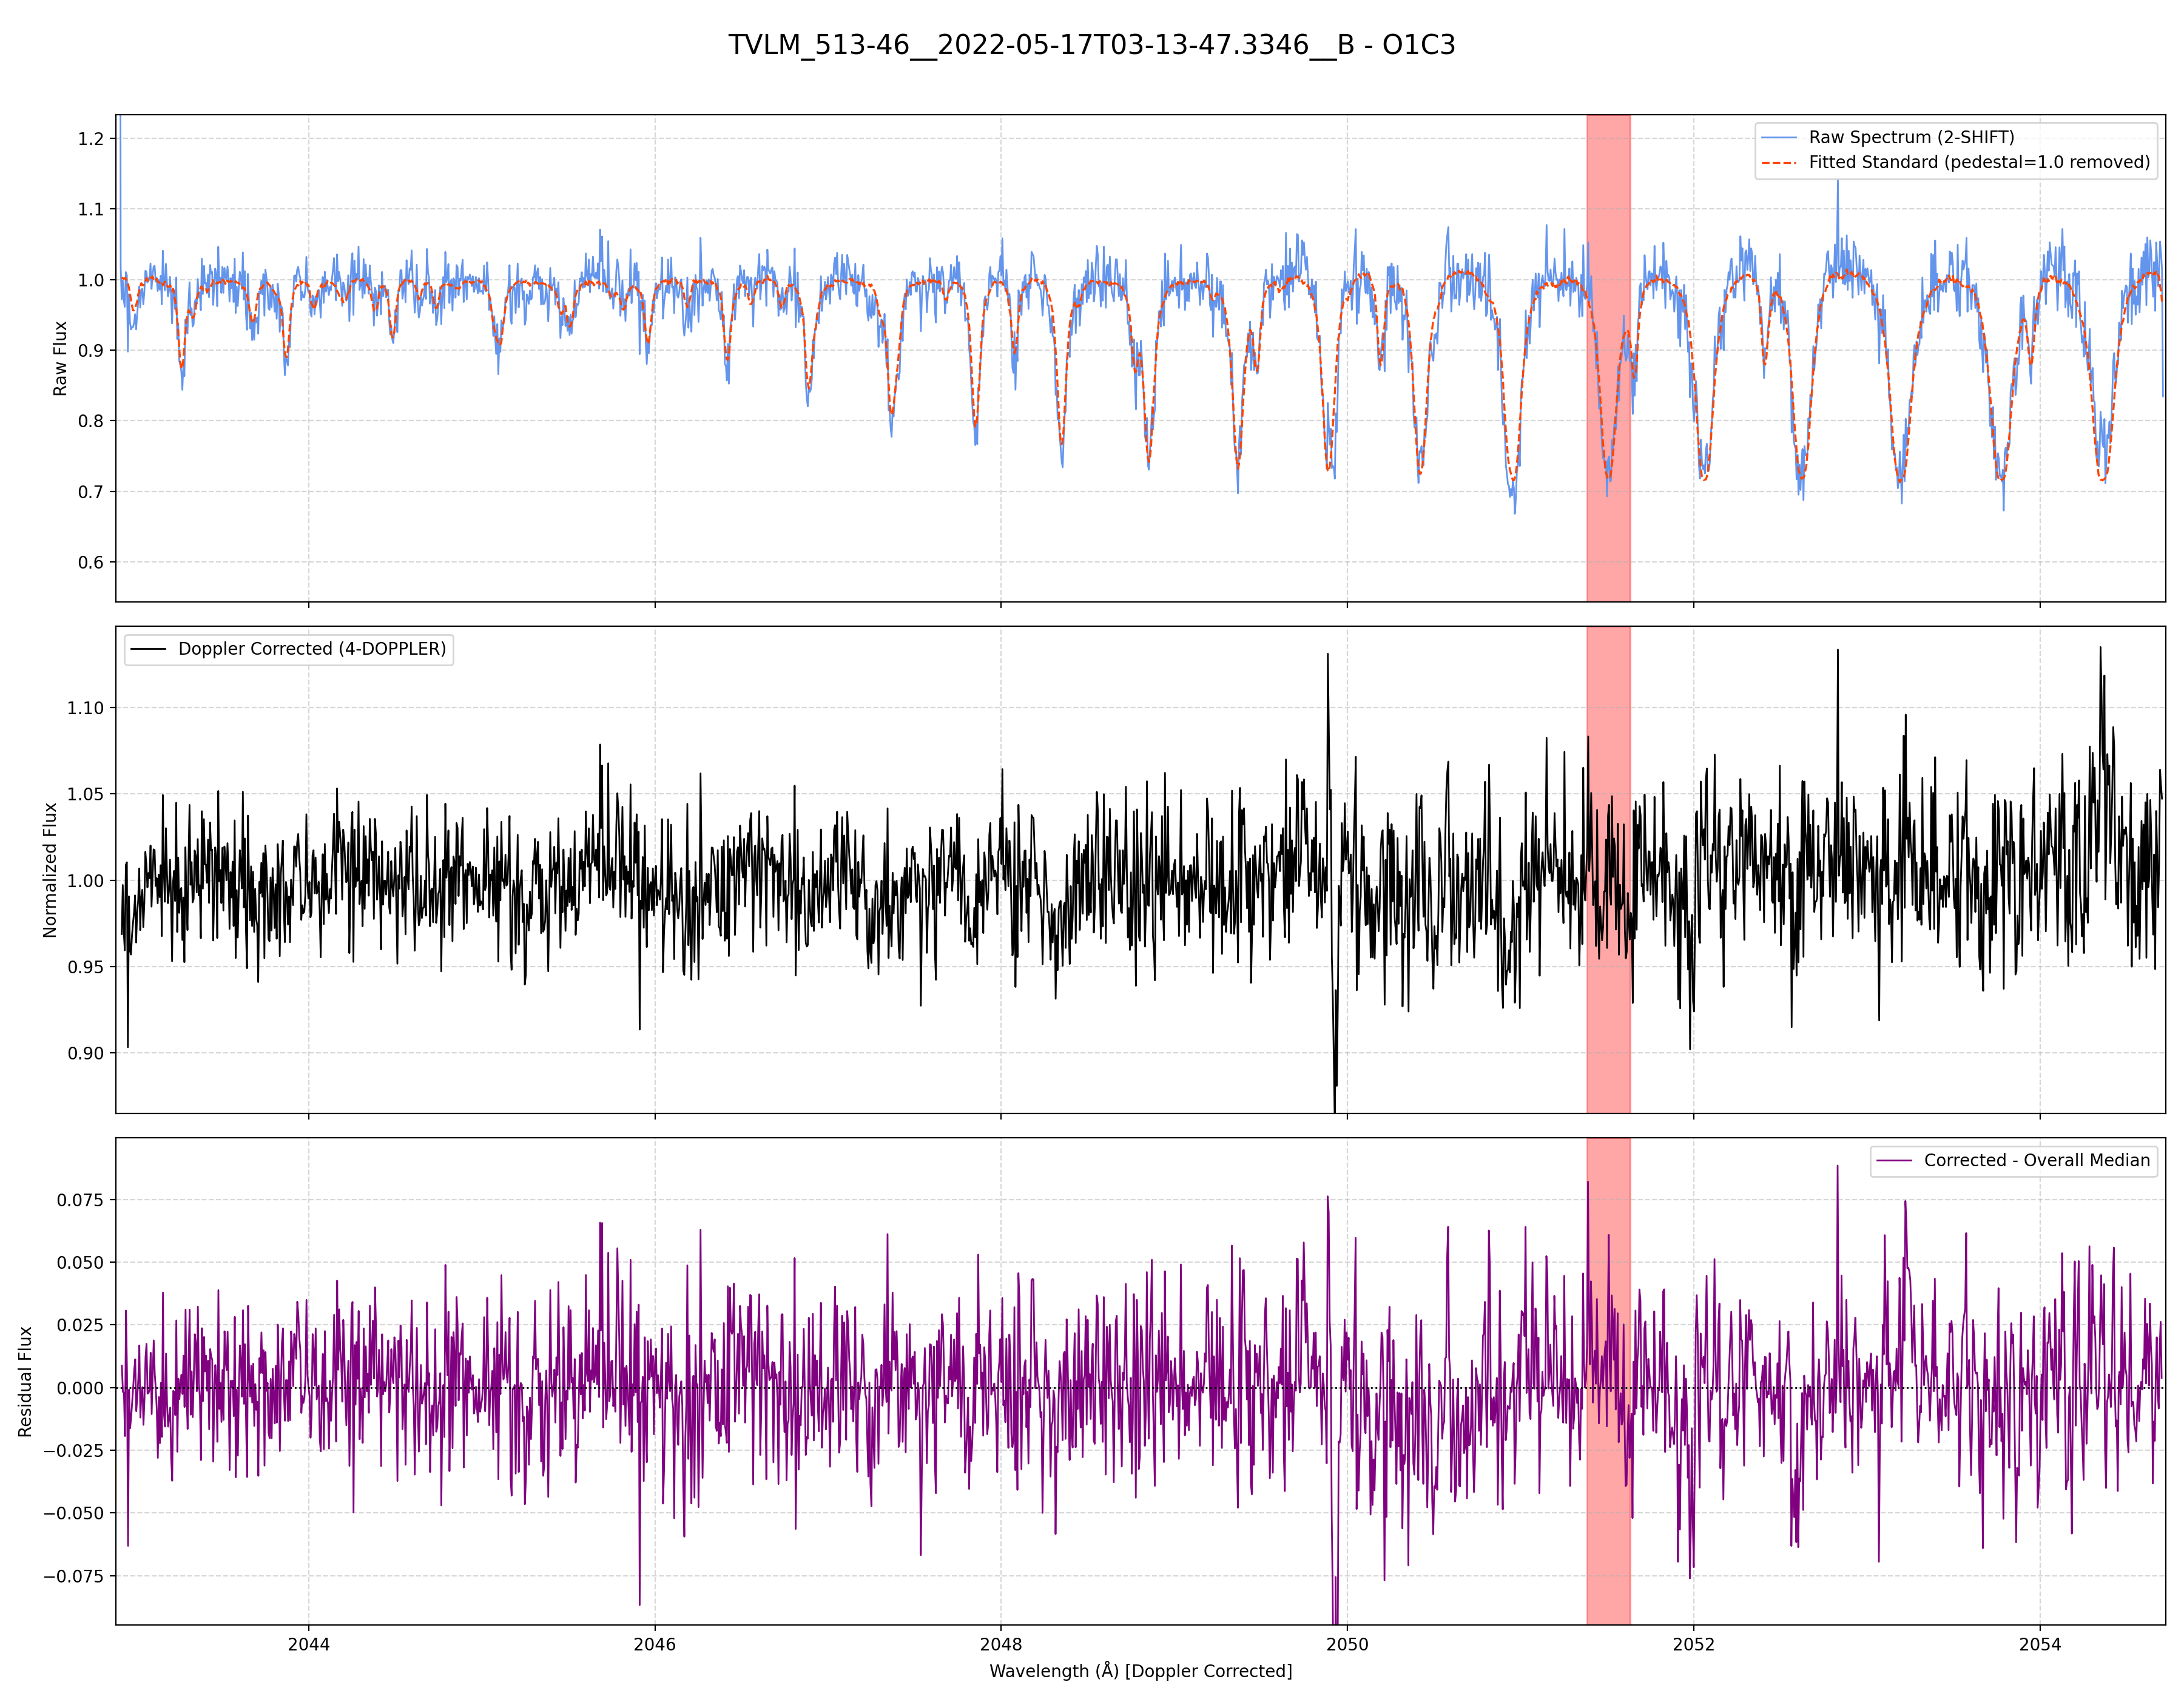 TVLM_513-46__2022-05-17T03-13-47.3346__B - O1C3
Raw Spectrum (2-SHIFT)
Fitted Standard (pedestal=1.0 removed)
Raw Flux
1.2
1.1
1.0
0.9
0.8
0.7
0.6
Doppler Corrected (4-DOPPLER)
Normalized Flux
1.10
1.05
1.00
0.95
0.90
Corrected - Overall Median
Residual Flux
0.075
0.050
0.025
0.000
−0.025
−0.050
−0.075
2044 2046 2048 2050 2052 2054
Wavelength (Å) [Doppler Corrected]